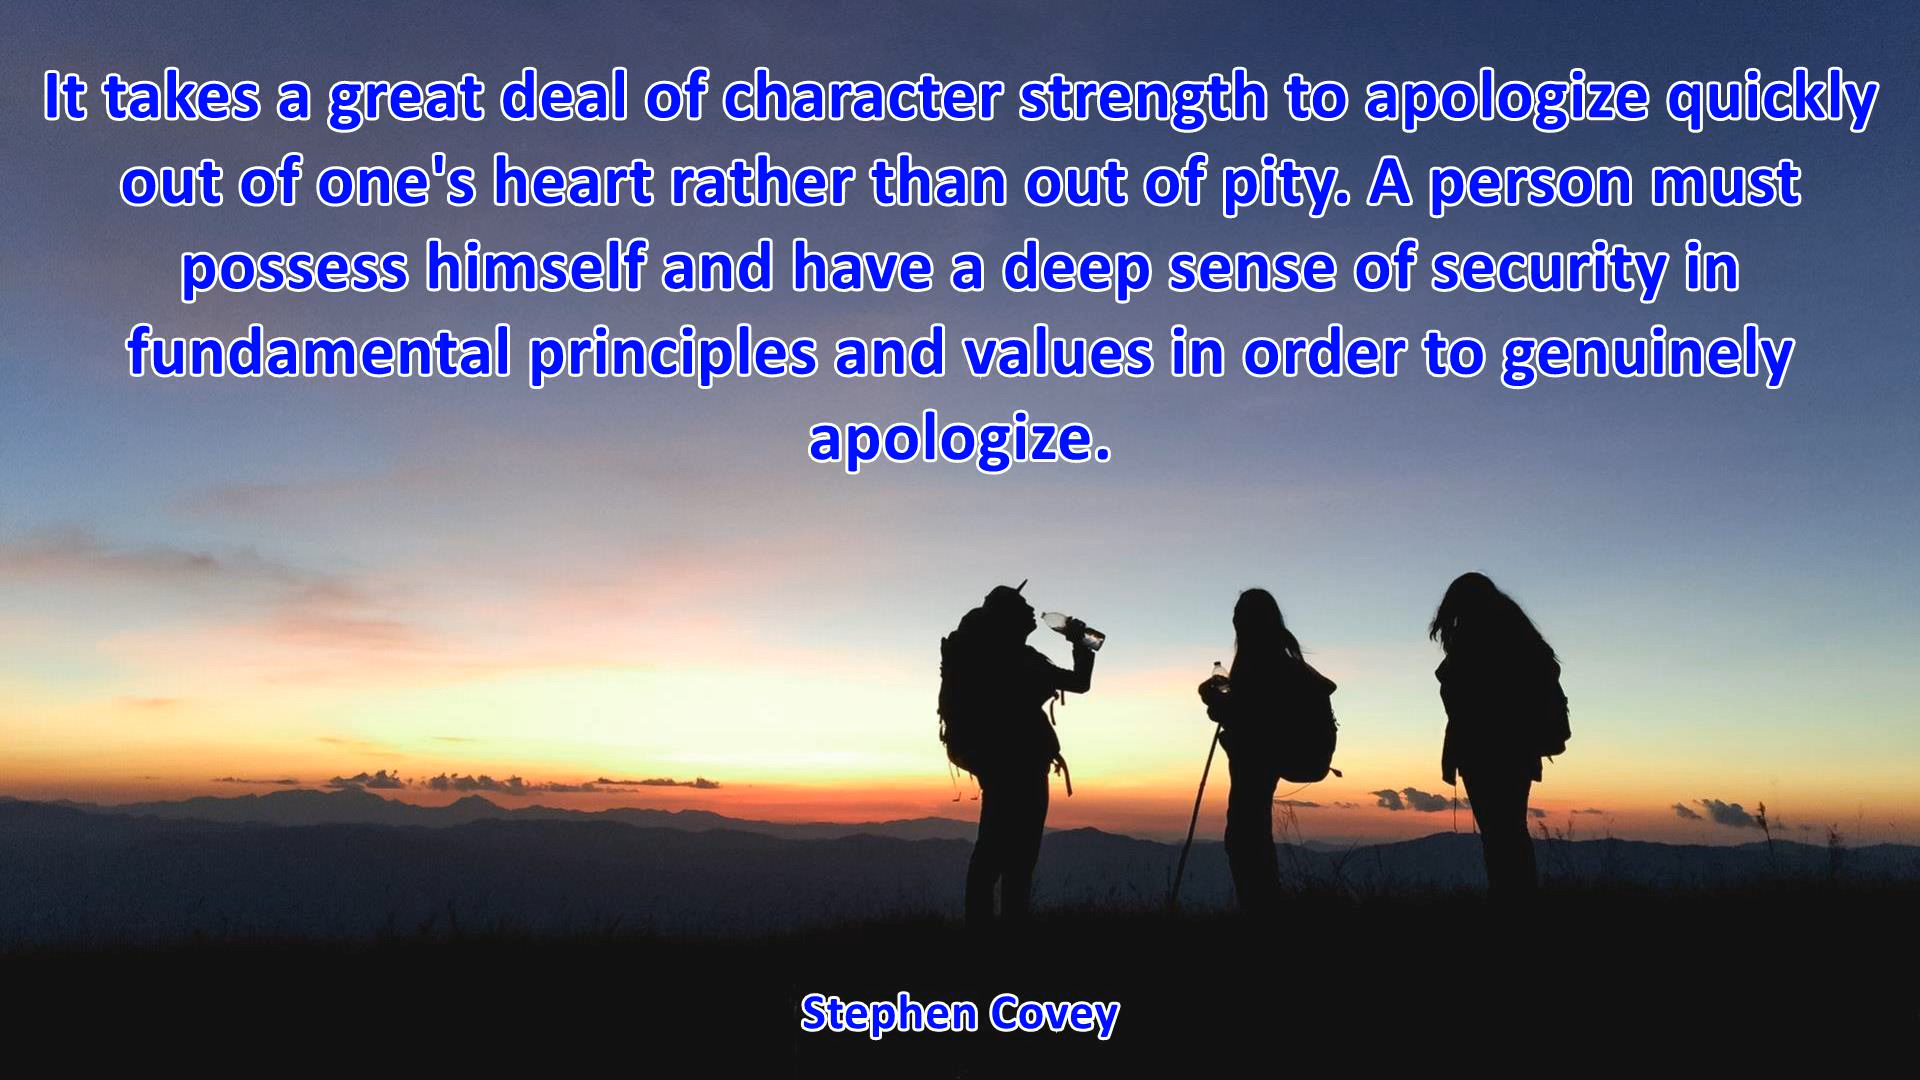 It takes a great deal of character strength to apologize quickly
out of one's heart rather than out of pity. A person must
possess himself and have a deep sense of security in
fundamental principles and values in order to genuinely
apologize.
Stephen Covey